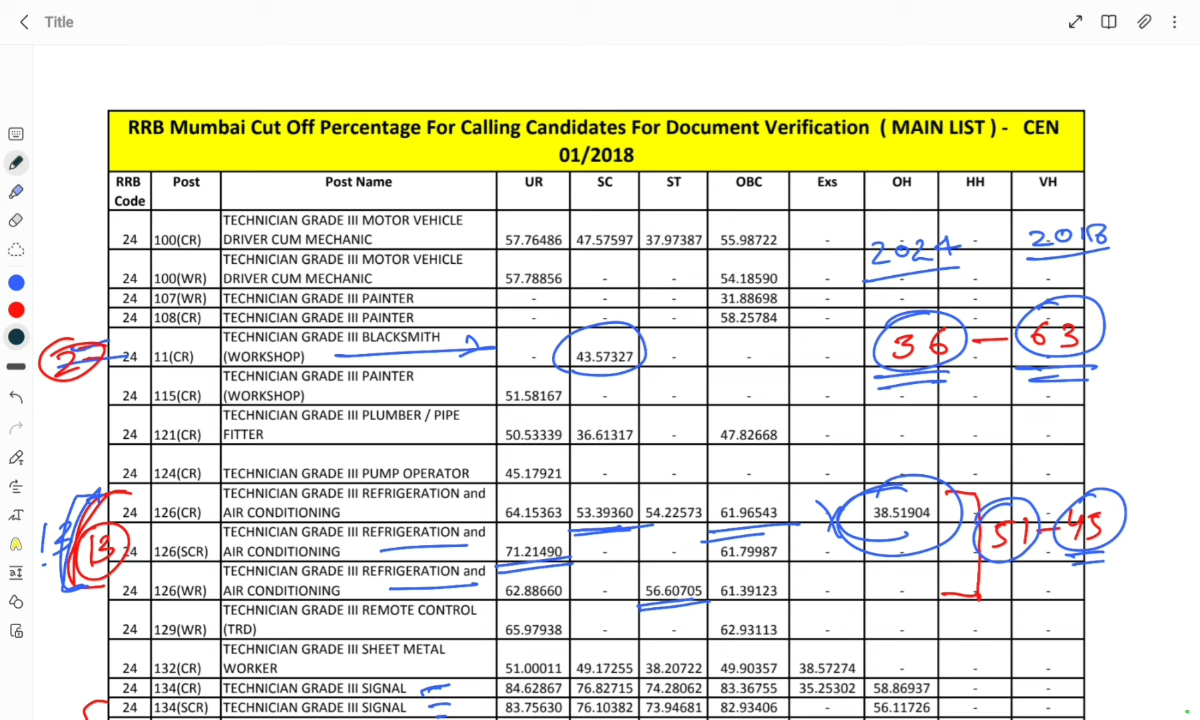 Title
RRB Mumbai Cut Off Percentage For Calling Candidates For Document Verification ( MAIN LIST ) - CEN
01/2018
RRB Code Post Post Name UR SC ST OBC Exs OH HH VH
24 100(CR) TECHNICIAN GRADE III MOTOR VEHICLE DRIVER CUM MECHANIC 57.76486 47.57597 37.97387 55.98722 - - - -
2024 2018
24 100(WR) TECHNICIAN GRADE III MOTOR VEHICLE DRIVER CUM MECHANIC 57.78856 - - 54.18590 - - - -
24 107(WR) TECHNICIAN GRADE III PAINTER - - - 31.88698 - - - -
24 108(CR) TECHNICIAN GRADE III PAINTER - - - 58.25784 - - - -
2 24 11(CR) TECHNICIAN GRADE III BLACKSMITH (WORKSHOP) - 43.57327 - - - - - -
36 - 63
24 115(CR) TECHNICIAN GRADE III PAINTER (WORKSHOP) 51.58167 - - - - - - -
24 121(CR) TECHNICIAN GRADE III PLUMBER / PIPE FITTER 50.53339 36.61317 - 47.82668 - - - -
24 124(CR) TECHNICIAN GRADE III PUMP OPERATOR 45.17921 - - - - - - -
24 126(CR) TECHNICIAN GRADE III REFRIGERATION and AIR CONDITIONING 64.15363 53.39360 54.22573 61.96543 - 38.51904 - -
13 51 - 45
24 126(SCR) TECHNICIAN GRADE III REFRIGERATION and AIR CONDITIONING 71.21490 - - 61.79987 - - - -
24 126(WR) TECHNICIAN GRADE III REFRIGERATION and AIR CONDITIONING 62.88660 - 56.60705 61.39123 - - - -
24 129(WR) TECHNICIAN GRADE III REMOTE CONTROL (TRD) 65.97938 - - 62.93113 - - - -
24 132(CR) TECHNICIAN GRADE III SHEET METAL WORKER 51.00011 49.17255 38.20722 49.90357 38.57274 - - -
24 134(CR) TECHNICIAN GRADE III SIGNAL 84.62867 76.82715 74.28062 83.36755 35.25302 58.86937 - -
24 134(SCR) TECHNICIAN GRADE III SIGNAL 83.75630 76.10382 73.94681 82.93406 - 56.11726 - -